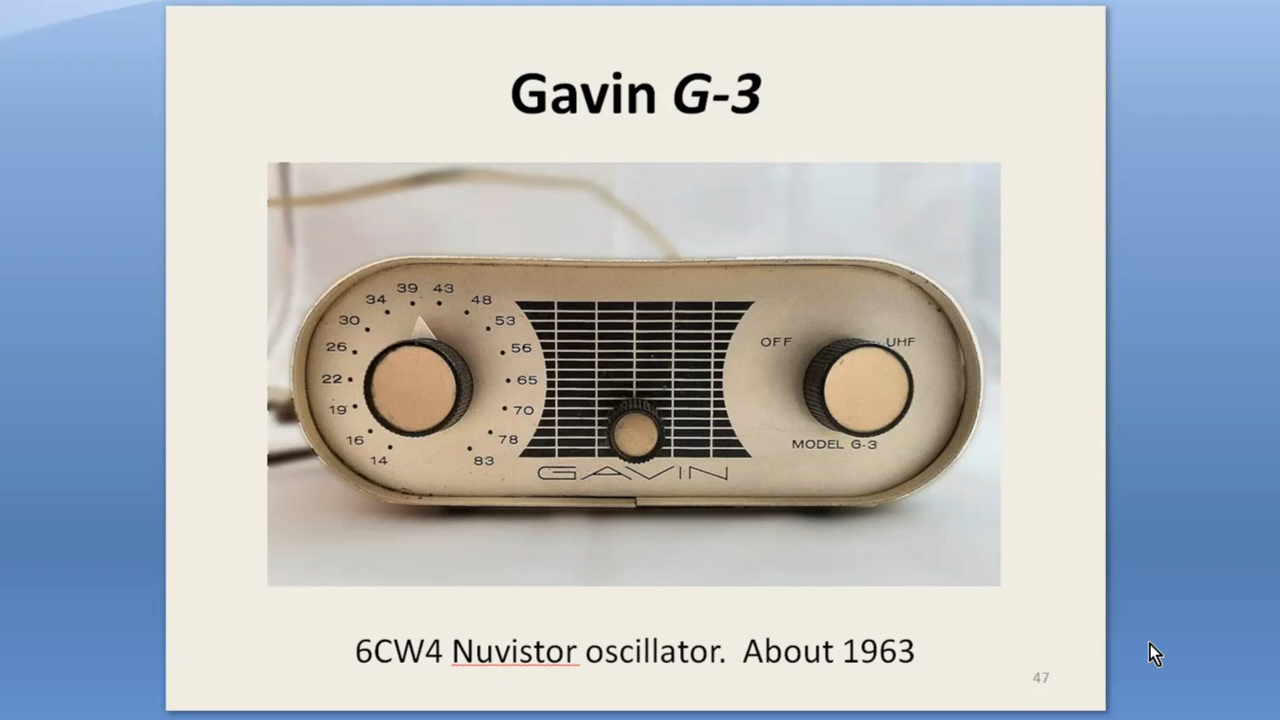 Gavin G-3
39 43
34 48
30 53
26 56
OFF UHF
22 65
19 70
16 78
MODEL G-3
14 83
GAVIN
6CW4 Nuvistor oscillator. About 1963
47